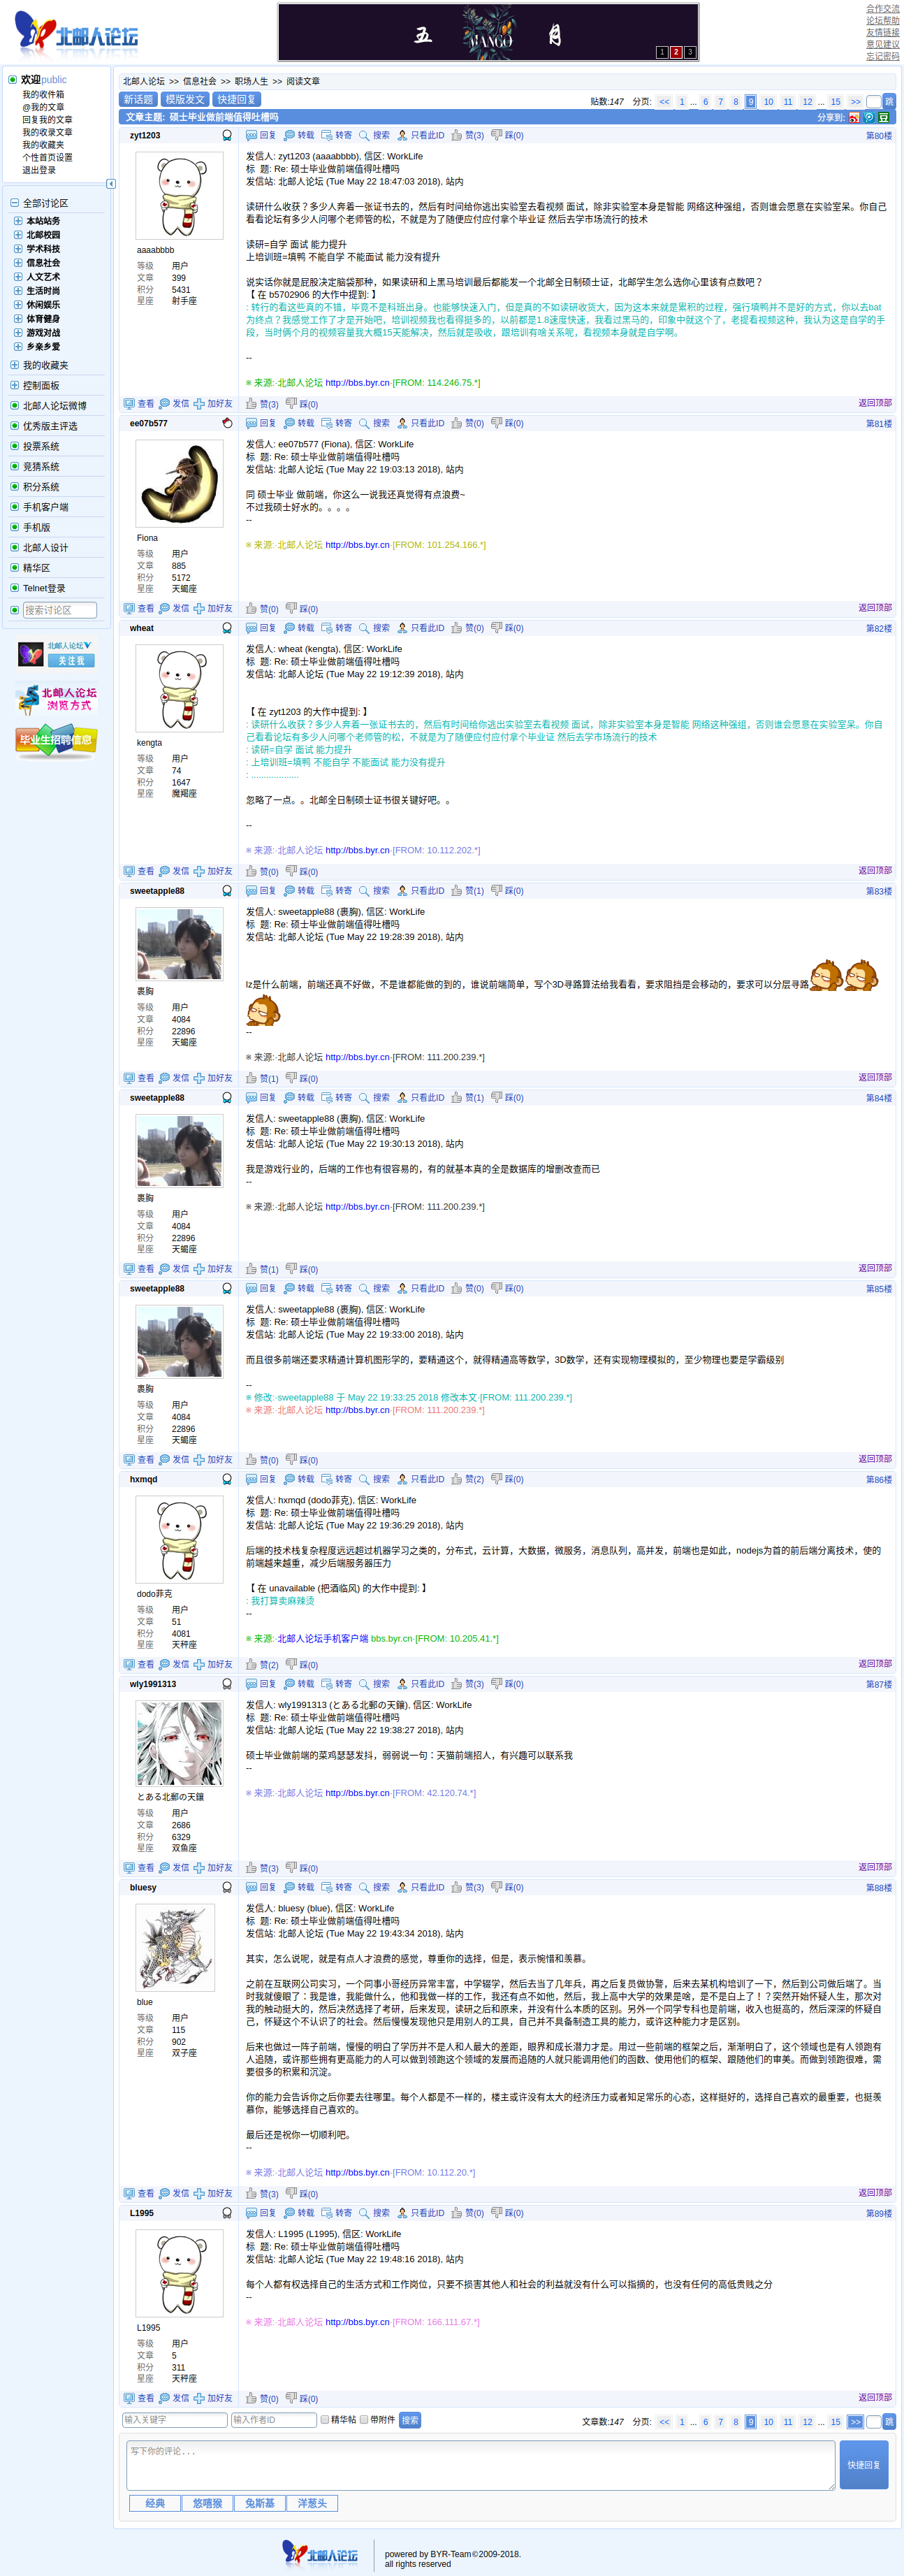 北邮人论坛
五 MANGO 月
1 2 3
合作交流
论坛帮助
友情链接
意见建议
忘记密码
欢迎public
我的收件箱
@我的文章
回复我的文章
我的收录文章
我的收藏夹
个性首页设置
退出登录
全部讨论区
本站站务
北邮校园
学术科技
信息社会
人文艺术
生活时尚
休闲娱乐
体育健身
游戏对战
乡亲乡爱
我的收藏夹
控制面板
北邮人论坛微博
优秀版主评选
投票系统
竞猜系统
积分系统
手机客户端
手机版
北邮人设计
精华区
Telnet登录
搜索讨论区
北邮人论坛
关注我
北邮人论坛
浏览方式
毕业生招聘信息
北邮人论坛 >> 信息社会 >> 职场人生 >> 阅读文章
新话题 模版发文 快捷回复
贴数:147 分页: << 1 ... 6 7 8 9 10 11 12 ... 15 >> 跳
文章主题: 硕士毕业做前端值得吐槽吗 分享到: 豆
zyt1203 回复 转载 转寄 搜索 只看此ID 赞(3) 踩(0) 第80楼
发信人: zyt1203 (aaaabbbb), 信区: WorkLife
标 题: Re: 硕士毕业做前端值得吐槽吗
发信站: 北邮人论坛 (Tue May 22 18:47:03 2018), 站内
读研什么收获？多少人奔着一张证书去的，然后有时间给你逃出实验室去看视频 面试，除非实验室本身是智能 网络这种强组，否则谁会愿意在实验室呆。你自己
看看论坛有多少人问哪个老师管的松，不就是为了随便应付应付拿个毕业证 然后去学市场流行的技术
读研=自学 面试 能力提升
上培训班=填鸭 不能自学 不能面试 能力没有提升
说实话你就是屁股决定脑袋那种，如果读研和上黑马培训最后都能发一个北邮全日制硕士证，北邮学生怎么选你心里该有点数吧？
【 在 b5702906 的大作中提到: 】
: 转行的看这些真的不错，毕竟不是科班出身。也能够快速入门，但是真的不如读研收货大，因为这本来就是累积的过程，强行填鸭并不是好的方式，你以去bat
为终点？我感觉工作了才是开始吧，培训视频我也看得挺多的，以前都是1.8速度快速，我看过黑马的，印象中就这个了，老提看视频这种，我认为这是自学的手
段，当时俩个月的视频容量我大概15天能解决，然后就是吸收，跟培训有啥关系呢，看视频本身就是自学啊。
--
※ 来源:·北邮人论坛 http://bbs.byr.cn·[FROM: 114.246.75.*]
aaaabbbb
等级 用户
文章 399
积分 5431
星座 射手座
查看 发信 加好友 赞(3) 踩(0) 返回顶部
ee07b577 回复 转载 转寄 搜索 只看此ID 赞(0) 踩(0) 第81楼
发信人: ee07b577 (Fiona), 信区: WorkLife
标 题: Re: 硕士毕业做前端值得吐槽吗
发信站: 北邮人论坛 (Tue May 22 19:03:13 2018), 站内
同 硕士毕业 做前端，你这么一说我还真觉得有点浪费~
不过我硕士好水的。。。。
--
※ 来源:·北邮人论坛 http://bbs.byr.cn·[FROM: 101.254.166.*]
Fiona
等级 用户
文章 885
积分 5172
星座 天蝎座
查看 发信 加好友 赞(0) 踩(0) 返回顶部
wheat 回复 转载 转寄 搜索 只看此ID 赞(0) 踩(0) 第82楼
发信人: wheat (kengta), 信区: WorkLife
标 题: Re: 硕士毕业做前端值得吐槽吗
发信站: 北邮人论坛 (Tue May 22 19:12:39 2018), 站内
【 在 zyt1203 的大作中提到: 】
: 读研什么收获？多少人奔着一张证书去的，然后有时间给你逃出实验室去看视频 面试，除非实验室本身是智能 网络这种强组，否则谁会愿意在实验室呆。你自
己看看论坛有多少人问哪个老师管的松，不就是为了随便应付应付拿个毕业证 然后去学市场流行的技术
: 读研=自学 面试 能力提升
: 上培训班=填鸭 不能自学 不能面试 能力没有提升
: ...................
忽略了一点。。北邮全日制硕士证书很关键好吧。。
--
※ 来源:·北邮人论坛 http://bbs.byr.cn·[FROM: 10.112.202.*]
kengta
等级 用户
文章 74
积分 1647
星座 魔羯座
查看 发信 加好友 赞(0) 踩(0) 返回顶部
sweetapple88 回复 转载 转寄 搜索 只看此ID 赞(1) 踩(0) 第83楼
发信人: sweetapple88 (裹胸), 信区: WorkLife
标 题: Re: 硕士毕业做前端值得吐槽吗
发信站: 北邮人论坛 (Tue May 22 19:28:39 2018), 站内
lz是什么前端，前端还真不好做，不是谁都能做的到的，谁说前端简单，写个3D寻路算法给我看看，要求阻挡是会移动的，要求可以分层寻路
--
※ 来源:·北邮人论坛 http://bbs.byr.cn·[FROM: 111.200.239.*]
裹胸
等级 用户
文章 4084
积分 22896
星座 天蝎座
查看 发信 加好友 赞(1) 踩(0) 返回顶部
sweetapple88 回复 转载 转寄 搜索 只看此ID 赞(1) 踩(0) 第84楼
发信人: sweetapple88 (裹胸), 信区: WorkLife
标 题: Re: 硕士毕业做前端值得吐槽吗
发信站: 北邮人论坛 (Tue May 22 19:30:13 2018), 站内
我是游戏行业的，后端的工作也有很容易的，有的就基本真的全是数据库的增删改查而已
--
※ 来源:·北邮人论坛 http://bbs.byr.cn·[FROM: 111.200.239.*]
裹胸
等级 用户
文章 4084
积分 22896
星座 天蝎座
查看 发信 加好友 赞(1) 踩(0) 返回顶部
sweetapple88 回复 转载 转寄 搜索 只看此ID 赞(0) 踩(0) 第85楼
发信人: sweetapple88 (裹胸), 信区: WorkLife
标 题: Re: 硕士毕业做前端值得吐槽吗
发信站: 北邮人论坛 (Tue May 22 19:33:00 2018), 站内
而且很多前端还要求精通计算机图形学的，要精通这个，就得精通高等数学，3D数学，还有实现物理模拟的，至少物理也要是学霸级别
--
※ 修改:·sweetapple88 于 May 22 19:33:25 2018 修改本文·[FROM: 111.200.239.*]
※ 来源:·北邮人论坛 http://bbs.byr.cn·[FROM: 111.200.239.*]
裹胸
等级 用户
文章 4084
积分 22896
星座 天蝎座
查看 发信 加好友 赞(0) 踩(0) 返回顶部
hxmqd 回复 转载 转寄 搜索 只看此ID 赞(2) 踩(0) 第86楼
发信人: hxmqd (dodo菲克), 信区: WorkLife
标 题: Re: 硕士毕业做前端值得吐槽吗
发信站: 北邮人论坛 (Tue May 22 19:36:29 2018), 站内
后端的技术栈复杂程度远远超过机器学习之类的，分布式，云计算，大数据，微服务，消息队列，高并发，前端也是如此，nodejs为首的前后端分离技术，使的
前端越来越重，减少后端服务器压力
【 在 unavailable (把酒临风) 的大作中提到: 】
: 我打算卖麻辣烫
--
※ 来源:·北邮人论坛手机客户端 bbs.byr.cn·[FROM: 10.205.41.*]
dodo菲克
等级 用户
文章 51
积分 4081
星座 天秤座
查看 发信 加好友 赞(2) 踩(0) 返回顶部
wly1991313 回复 转载 转寄 搜索 只看此ID 赞(3) 踩(0) 第87楼
发信人: wly1991313 (とある北郵の天鑲), 信区: WorkLife
标 题: Re: 硕士毕业做前端值得吐槽吗
发信站: 北邮人论坛 (Tue May 22 19:38:27 2018), 站内
硕士毕业做前端的菜鸡瑟瑟发抖，弱弱说一句：天猫前端招人，有兴趣可以联系我
--
※ 来源:·北邮人论坛 http://bbs.byr.cn·[FROM: 42.120.74.*]
とある北郵の天鑲
等级 用户
文章 2686
积分 6329
星座 双鱼座
查看 发信 加好友 赞(3) 踩(0) 返回顶部
bluesy 回复 转载 转寄 搜索 只看此ID 赞(3) 踩(0) 第88楼
发信人: bluesy (blue), 信区: WorkLife
标 题: Re: 硕士毕业做前端值得吐槽吗
发信站: 北邮人论坛 (Tue May 22 19:43:34 2018), 站内
其实，怎么说呢，就是有点人才浪费的感觉，尊重你的选择，但是，表示惋惜和羡慕。
之前在互联网公司实习，一个同事小哥经历异常丰富，中学辍学，然后去当了几年兵，再之后复员做协警，后来去某机构培训了一下，然后到公司做后端了。当
时我就傻眼了：我是谁，我能做什么，他和我做一样的工作，我还有点不如他，然后，我上高中大学的效果是啥，是不是白上了！？突然开始怀疑人生，那次对
我的触动挺大的，然后决然选择了考研，后来发现，读研之后和原来，并没有什么本质的区别。另外一个同学专科也是前端，收入也挺高的，然后深深的怀疑自
己，怀疑这个不认识了的社会。然后慢慢发现他只是用别人的工具，自己并不具备制造工具的能力，或许这种能力才是区别。
后来也做过一阵子前端，慢慢的明白了学历并不是人和人最大的差距，眼界和成长潜力才是。用过一些前端的框架之后，渐渐明白了，这个领域也是有人领跑有
人追随，或许那些拥有更高能力的人可以做到领跑这个领域的发展而追随的人就只能调用他们的函数、使用他们的框架、跟随他们的审美。而做到领跑很难，需
要很多的积累和沉淀。
你的能力会告诉你之后你要去往哪里。每个人都是不一样的，楼主或许没有太大的经济压力或者知足常乐的心态，这样挺好的，选择自己喜欢的最重要，也挺羡
慕你，能够选择自己喜欢的。
最后还是祝你一切顺利吧。
--
※ 来源:·北邮人论坛 http://bbs.byr.cn·[FROM: 10.112.20.*]
blue
等级 用户
文章 115
积分 902
星座 双子座
查看 发信 加好友 赞(3) 踩(0) 返回顶部
L1995 回复 转载 转寄 搜索 只看此ID 赞(0) 踩(0) 第89楼
发信人: L1995 (L1995), 信区: WorkLife
标 题: Re: 硕士毕业做前端值得吐槽吗
发信站: 北邮人论坛 (Tue May 22 19:48:16 2018), 站内
每个人都有权选择自己的生活方式和工作岗位，只要不损害其他人和社会的利益就没有什么可以指摘的，也没有任何的高低贵贱之分
--
※ 来源:·北邮人论坛 http://bbs.byr.cn·[FROM: 166.111.67.*]
L1995
等级 用户
文章 5
积分 311
星座 天秤座
查看 发信 加好友 赞(0) 踩(0) 返回顶部
输入关键字 输入作者ID 精华帖 带附件 搜索
文章数:147 分页: << 1 ... 6 7 8 9 10 11 12 ... 15 >> 跳
写下你的评论...
快捷回复
经典 悠嘻猴 兔斯基 洋葱头
北邮人论坛
powered by BYR-Team©2009-2018.
all rights reserved